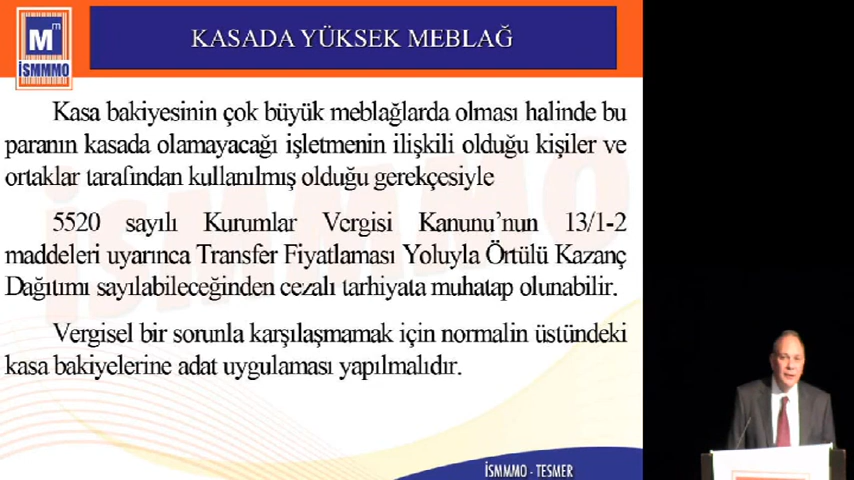 M m
İSMMMO
KASADA YÜKSEK MEBLAĞ
Kasa bakiyesinin çok büyük meblağlarda olması halinde bu
paranın kasada olamayacağı işletmenin ilişkili olduğu kişiler ve
ortaklar tarafından kullanılmış olduğu gerekçesiyle
5520 sayılı Kurumlar Vergisi Kanunu’nun 13/1-2
maddeleri uyarınca Transfer Fiyatlaması Yoluyla Örtülü Kazanç
Dağıtımı sayılabileceğinden cezalı tarhiyata muhatap olunabilir.
Vergisel bir sorunla karşılaşmamak için normalin üstündeki
kasa bakiyelerine adat uygulaması yapılmalıdır.
İSMMMO
İSMMMO - TESMER